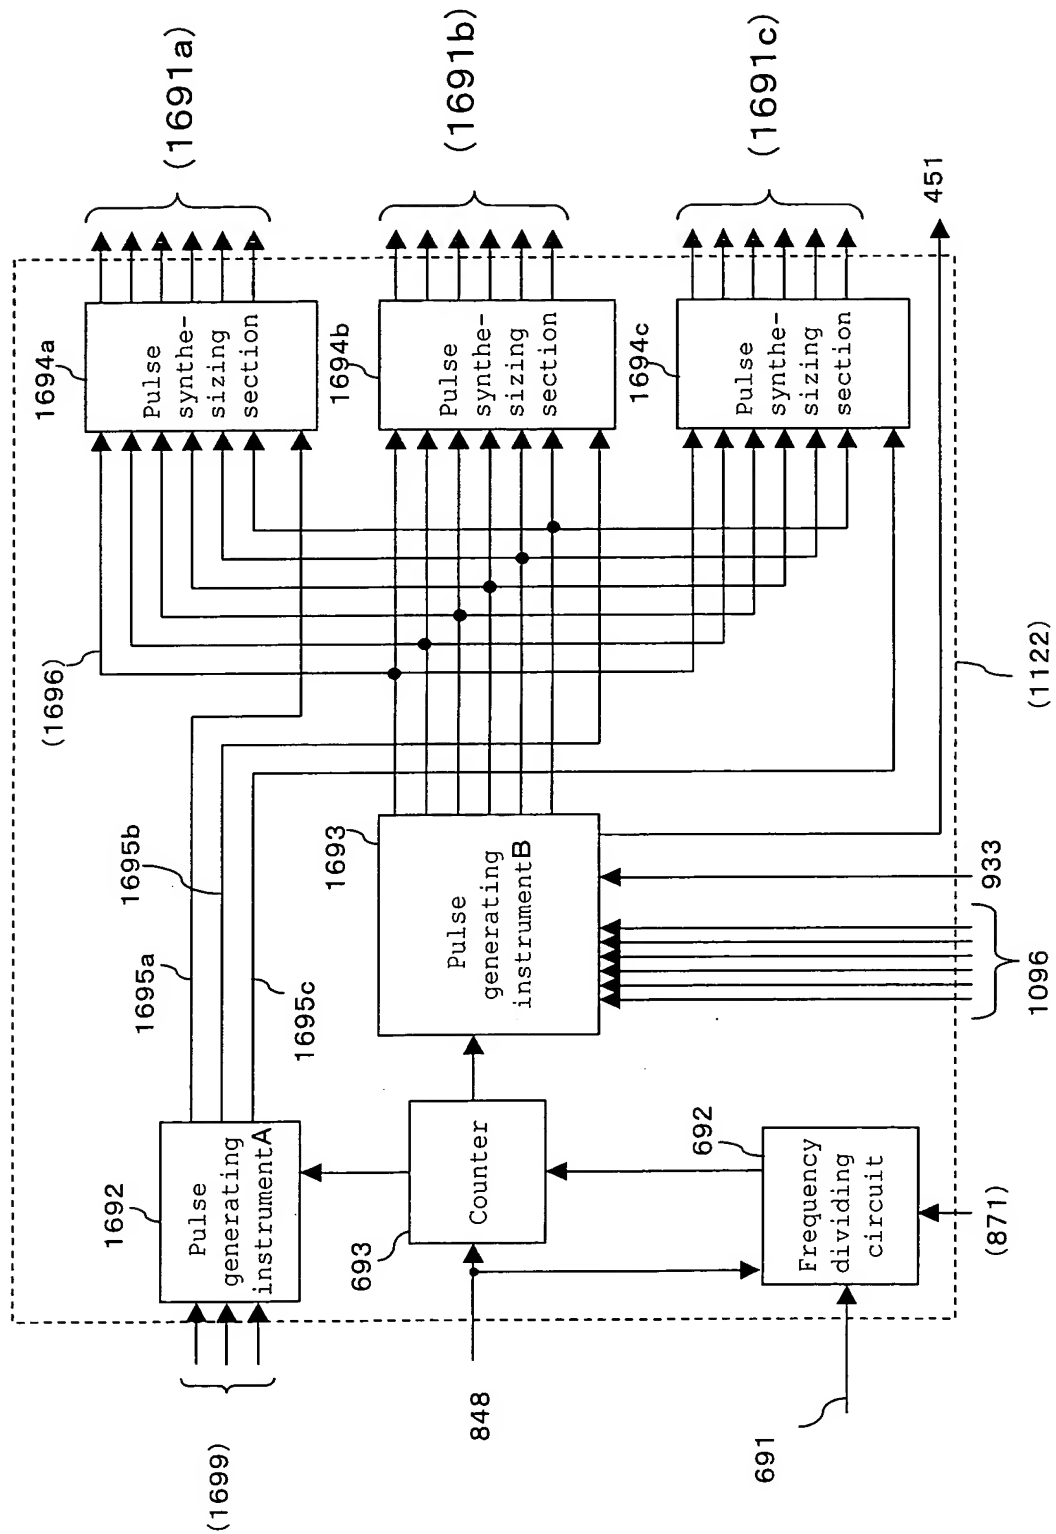 (1699)
1692
Pulse
generating
instrumentA
1695a
1695b
1695c
(1696)
1694a
Pulse
synthe-
sizing
section
(1691a)
848
693
Counter
1693
Pulse
generating
instrumentB
1694b
Pulse
synthe-
sizing
section
(1691b)
691
692
Frequency
dividing
circuit
(871)
1096
933
1694c
Pulse
synthe-
sizing
section
(1691c)
451
(1122)